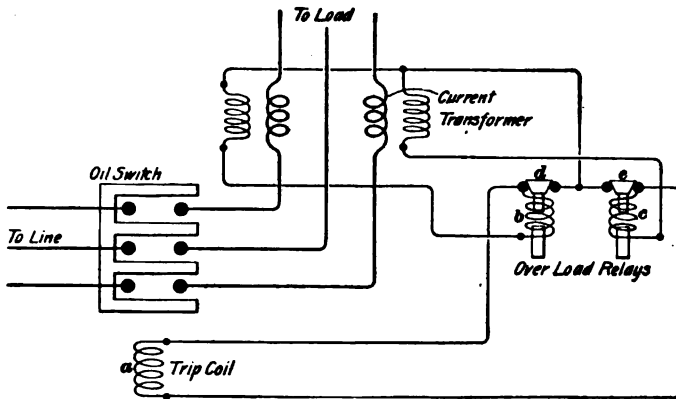 To Load
Current
Transformer
Oil Switch
To Line
d
e
b
c
Over Load Relays
a
Trip Coil